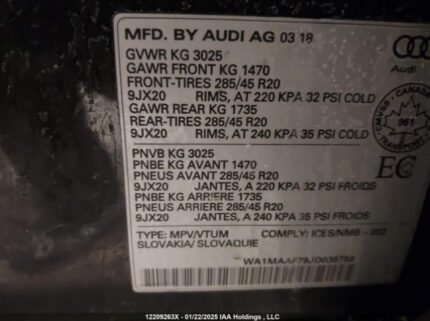 MFD. BY AUDI AG 03 18
GVWR KG 3025
GAWR FRONT KG 1470
FRONT-TIRES 285/45 R20
9JX20 RIMS, AT 220 KPA 32 PSI COLD
GAWR REAR KG 1735
REAR-TIRES 285/45 R20
9JX20 RIMS, AT 240 KPA 35 PSI COLD
Audi
CANADA
CMVSS NSVAC
961
TRANSPORT
PNVB KG 3025
PNBE KG AVANT 1470
PNEUS AVANT 285/45 R20
9JX20 JANTES, A 220 KPA 32 PSI FROIDS
PNBE KG ARRIERE 1735
PNEUS ARRIERE 285/45 R20
9JX20 JANTES, A 240 KPA 35 PSI FROIDS
EC
TYPE: MPV/VTUM COMPLY: ICES/NMB - 002
SLOVAKIA/ SLOVAQUIE
12209263X - 01/22/2025 IAA Holdings , LLC